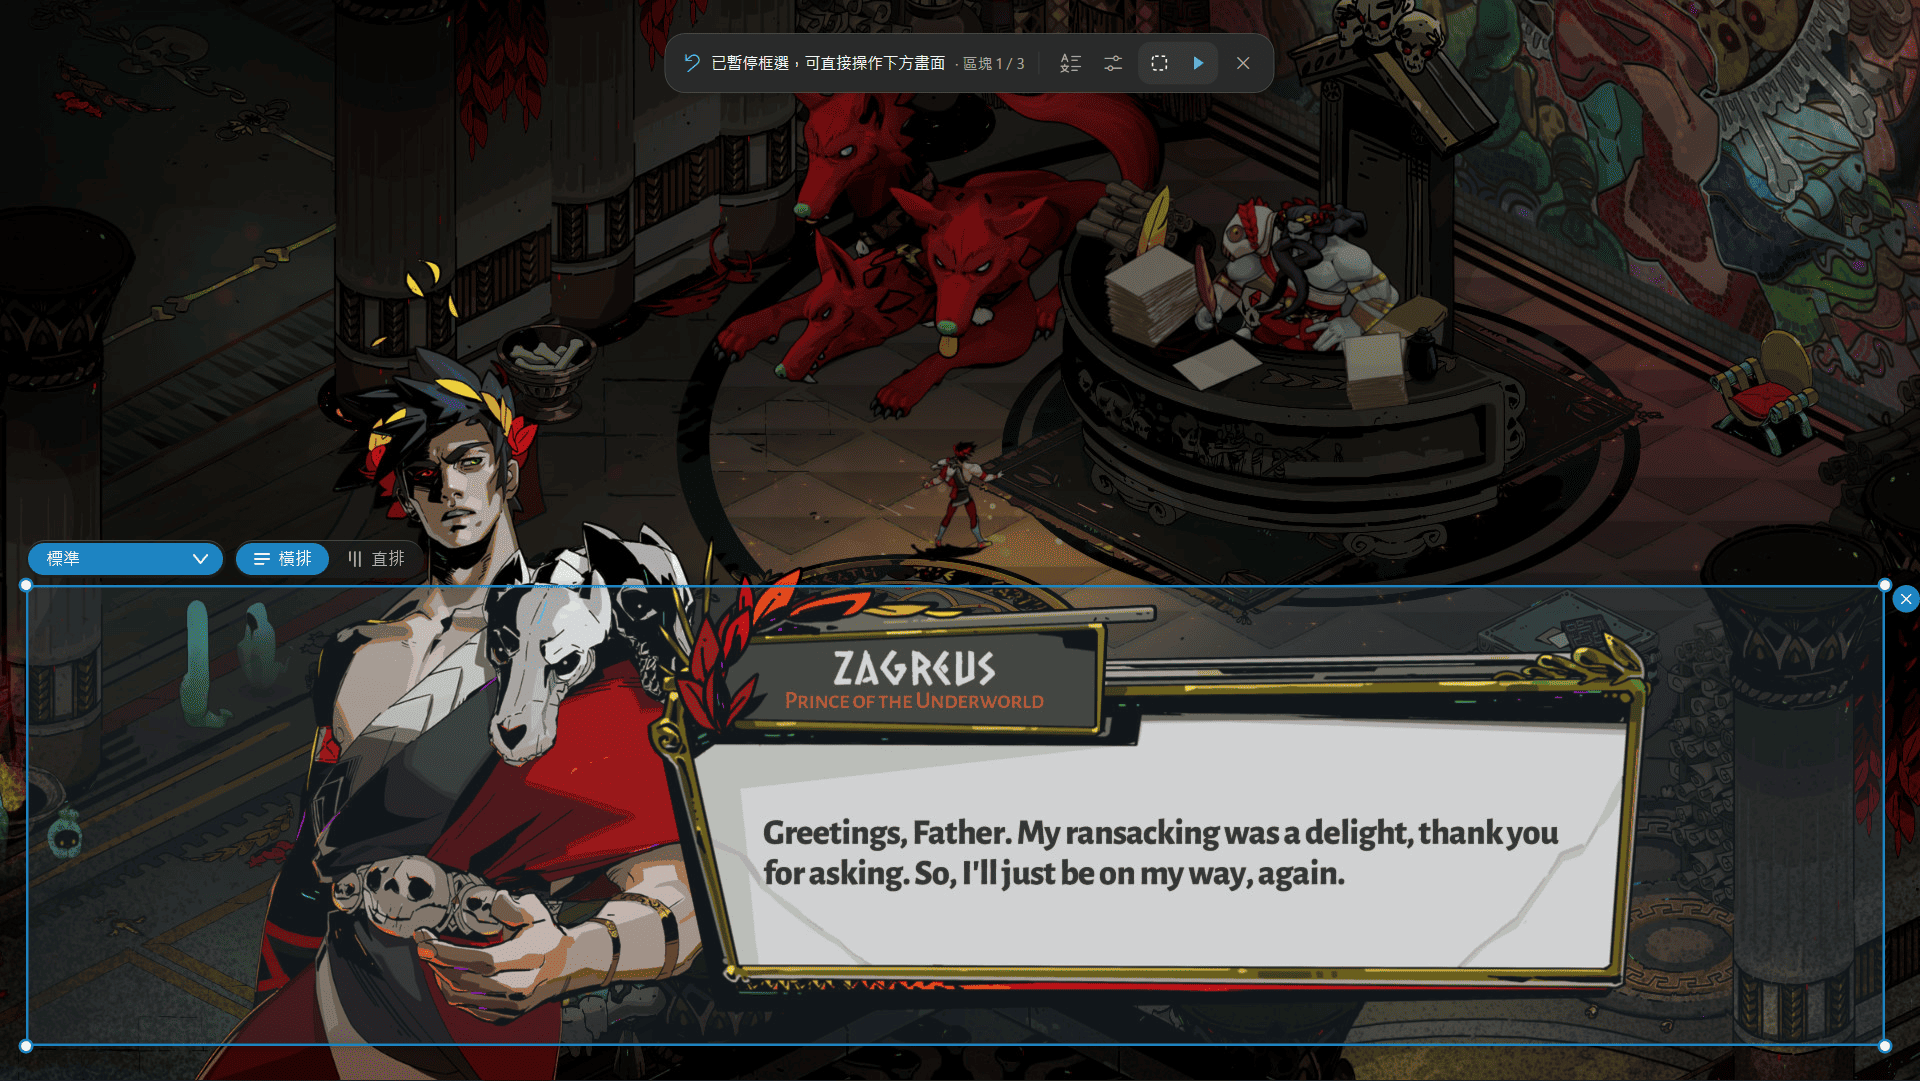 已暫停框選，可直接操作下方畫面 · 區塊 1 / 3
標準
橫排
直排
ZAGREUS
PRINCE OF THE UNDERWORLD
Greetings, Father. My ransacking was a delight, thank you
for asking. So, I'll just be on my way, again.